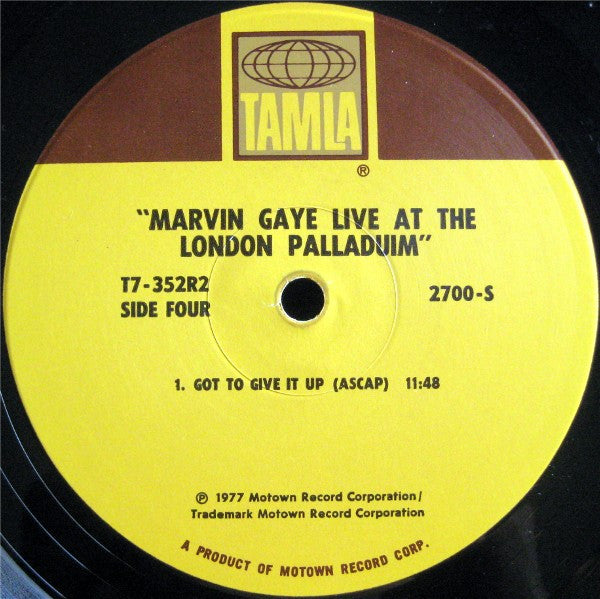 TAMLA
®
"MARVIN GAYE LIVE AT THE
LONDON PALLADUIM"
T7-352R2
SIDE FOUR
2700-S
1. GOT TO GIVE IT UP (ASCAP) 11:48
℗ 1977 Motown Record Corporation/
Trademark Motown Record Corporation
A PRODUCT OF MOTOWN RECORD CORP.